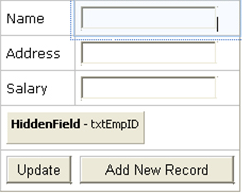 Name
Address
Salary
HiddenField - txtEmpID
Update Add New Record